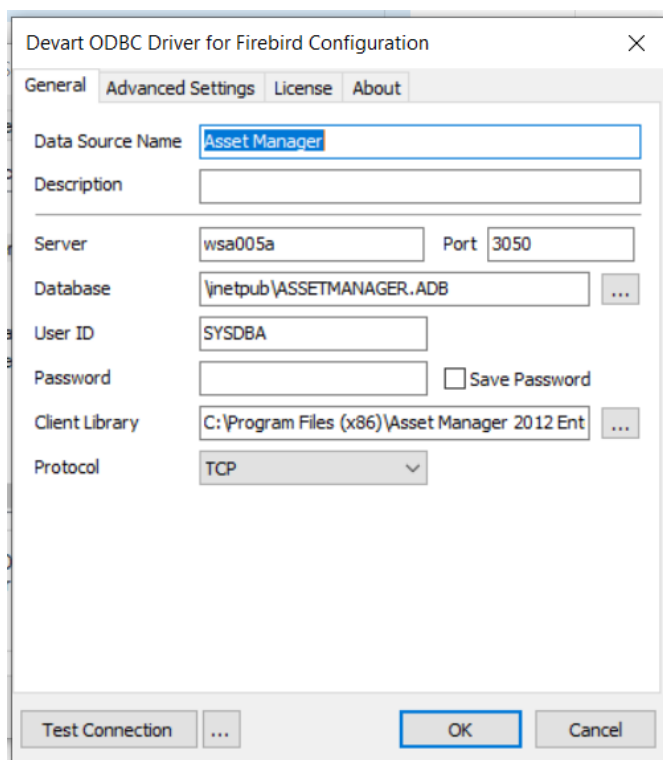 Devart ODBC Driver for Firebird Configuration
General Advanced Settings License About
Data Source Name Asset Manager
Description
Server wsa005a Port 3050
Database \inetpub\ASSETMANAGER.ADB ...
User ID SYSDBA
Password Save Password
Client Library C:\Program Files (x86)\Asset Manager 2012 Ent ...
Protocol TCP
Test Connection ... OK Cancel